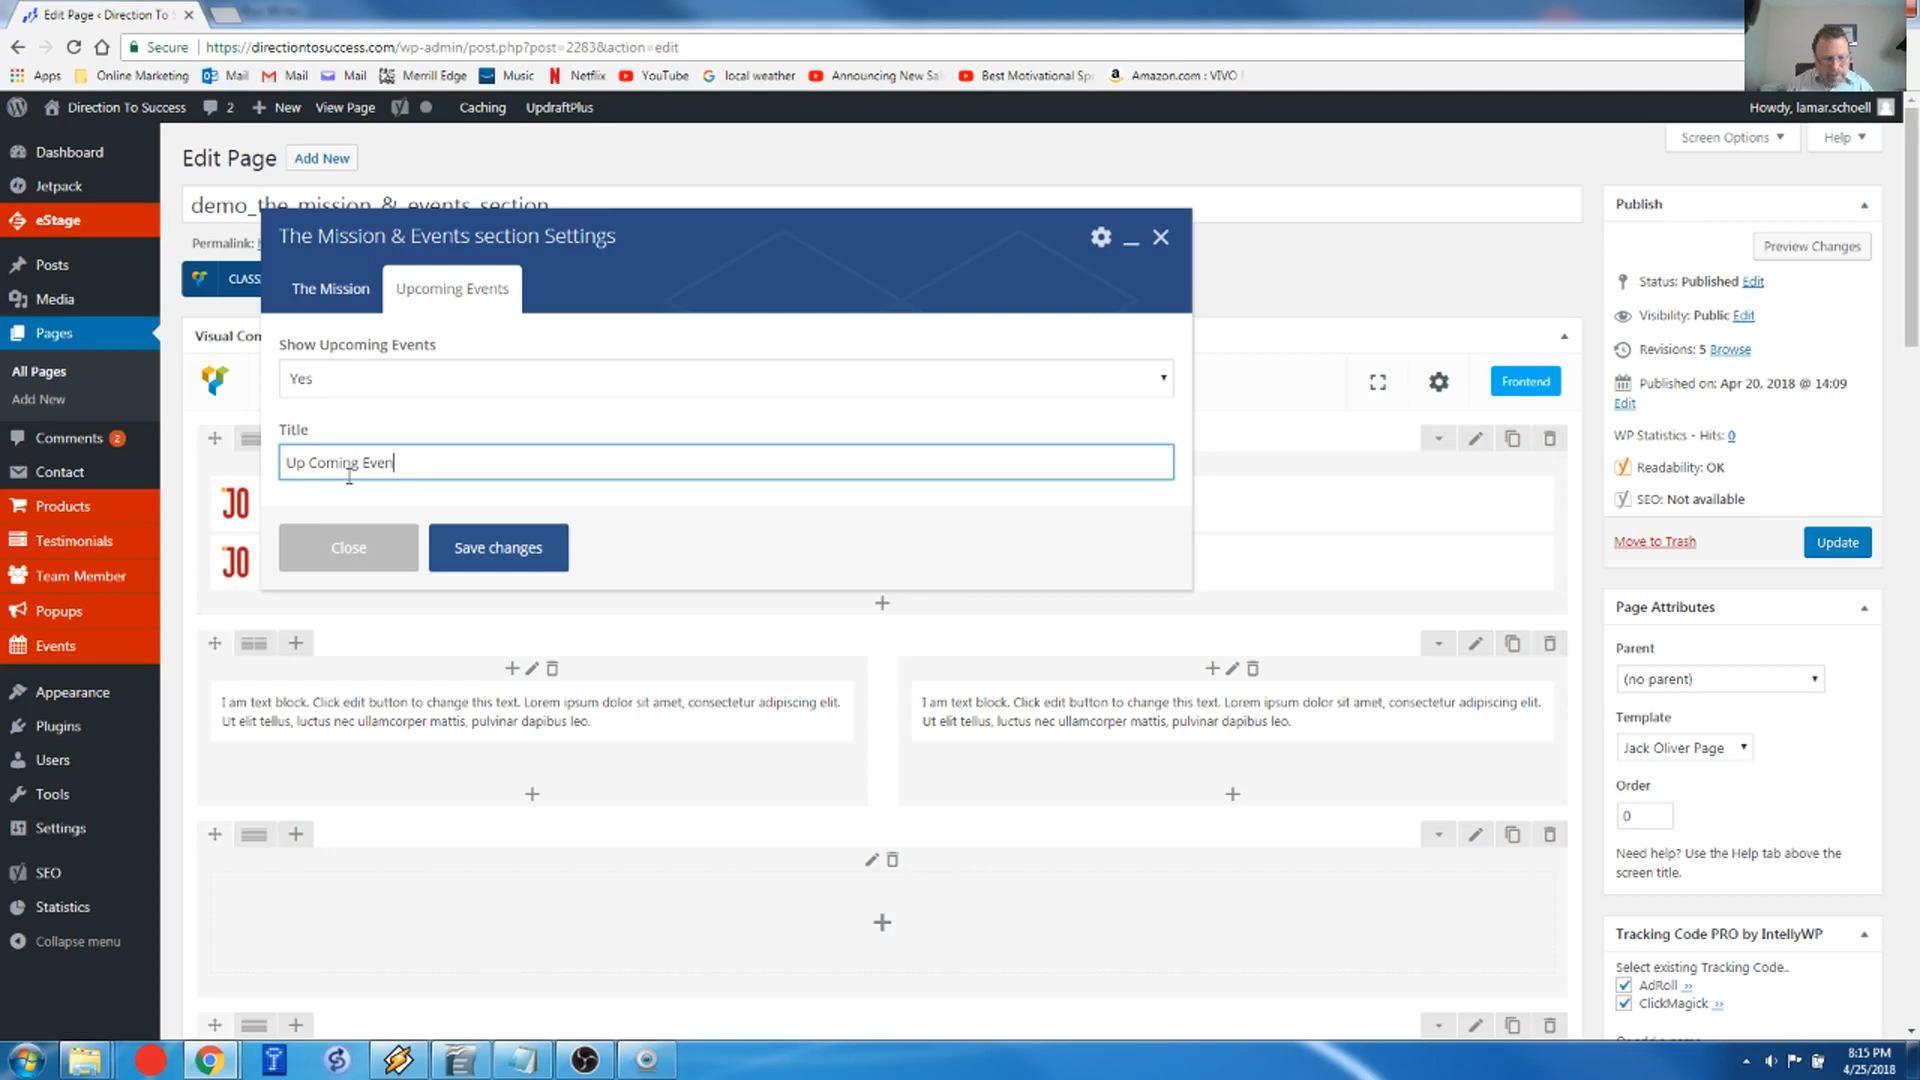 Edit Page ‹ Direction To S
Secure
https://directiontosuccess.com/wp-admin/post.php?post=2283&action=edit
Apps
Online Marketing
Mail
Mail
Mail
Merrill Edge
Music
Netflix
YouTube
local weather
Announcing New Sal
Best Motivational Sp
Amazon.com : VIVO
Direction To Success
2
New
View Page
Caching
UpdraftPlus
Howdy, lamar.schoell
Dashboard
Jetpack
eStage
Posts
Media
Pages
All Pages
Add New
Comments 2
Contact
Products
Testimonials
Team Member
Popups
Events
Appearance
Plugins
Users
Tools
Settings
SEO
Statistics
Collapse menu
Screen Options
Help
Edit Page
Add New
demo_the_mission_&_events_section
Permalink:
CLASS
Visual Com
Frontend
The Mission & Events section Settings
The Mission
Upcoming Events
Show Upcoming Events
Yes
Title
Up Coming Even
Close
Save changes
JO
JO
I am text block. Click edit button to change this text. Lorem ipsum dolor sit amet, consectetur adipiscing elit.
Ut elit tellus, luctus nec ullamcorper mattis, pulvinar dapibus leo.
I am text block. Click edit button to change this text. Lorem ipsum dolor sit amet, consectetur adipiscing elit.
Ut elit tellus, luctus nec ullamcorper mattis, pulvinar dapibus leo.
Publish
Preview Changes
Status: Published Edit
Visibility: Public Edit
Revisions: 5 Browse
Published on: Apr 20, 2018 @ 14:09
Edit
WP Statistics - Hits: 0
Readability: OK
SEO: Not available
Move to Trash
Update
Page Attributes
Parent
(no parent)
Template
Jack Oliver Page
Order
0
Need help? Use the Help tab above the
screen title.
Tracking Code PRO by IntellyWP
Select existing Tracking Code..
AdRoll »
ClickMagick »
8:15 PM
4/25/2018